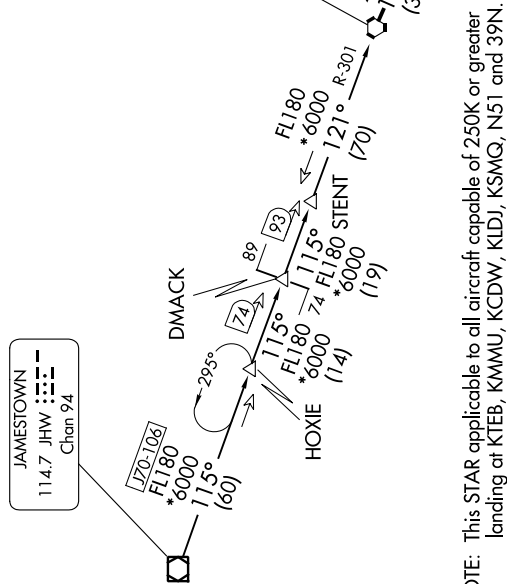 JAMESTOWN
114.7 JHW
Chan 94
J70-106
FL180
*6000
115°
(60)
295°
HOXIE
74
115°
FL180
*6000
(14)
DMACK
89
74
93
115°
FL180
*6000
(19)
STENT
FL180
*6000
121°
(70)
R-301
OTE: This STAR applicable to all aircraft capable of 250K or greater
landing at KTEB, KMMU, KCDW, KLDJ, KSMQ, N51 and 39N.